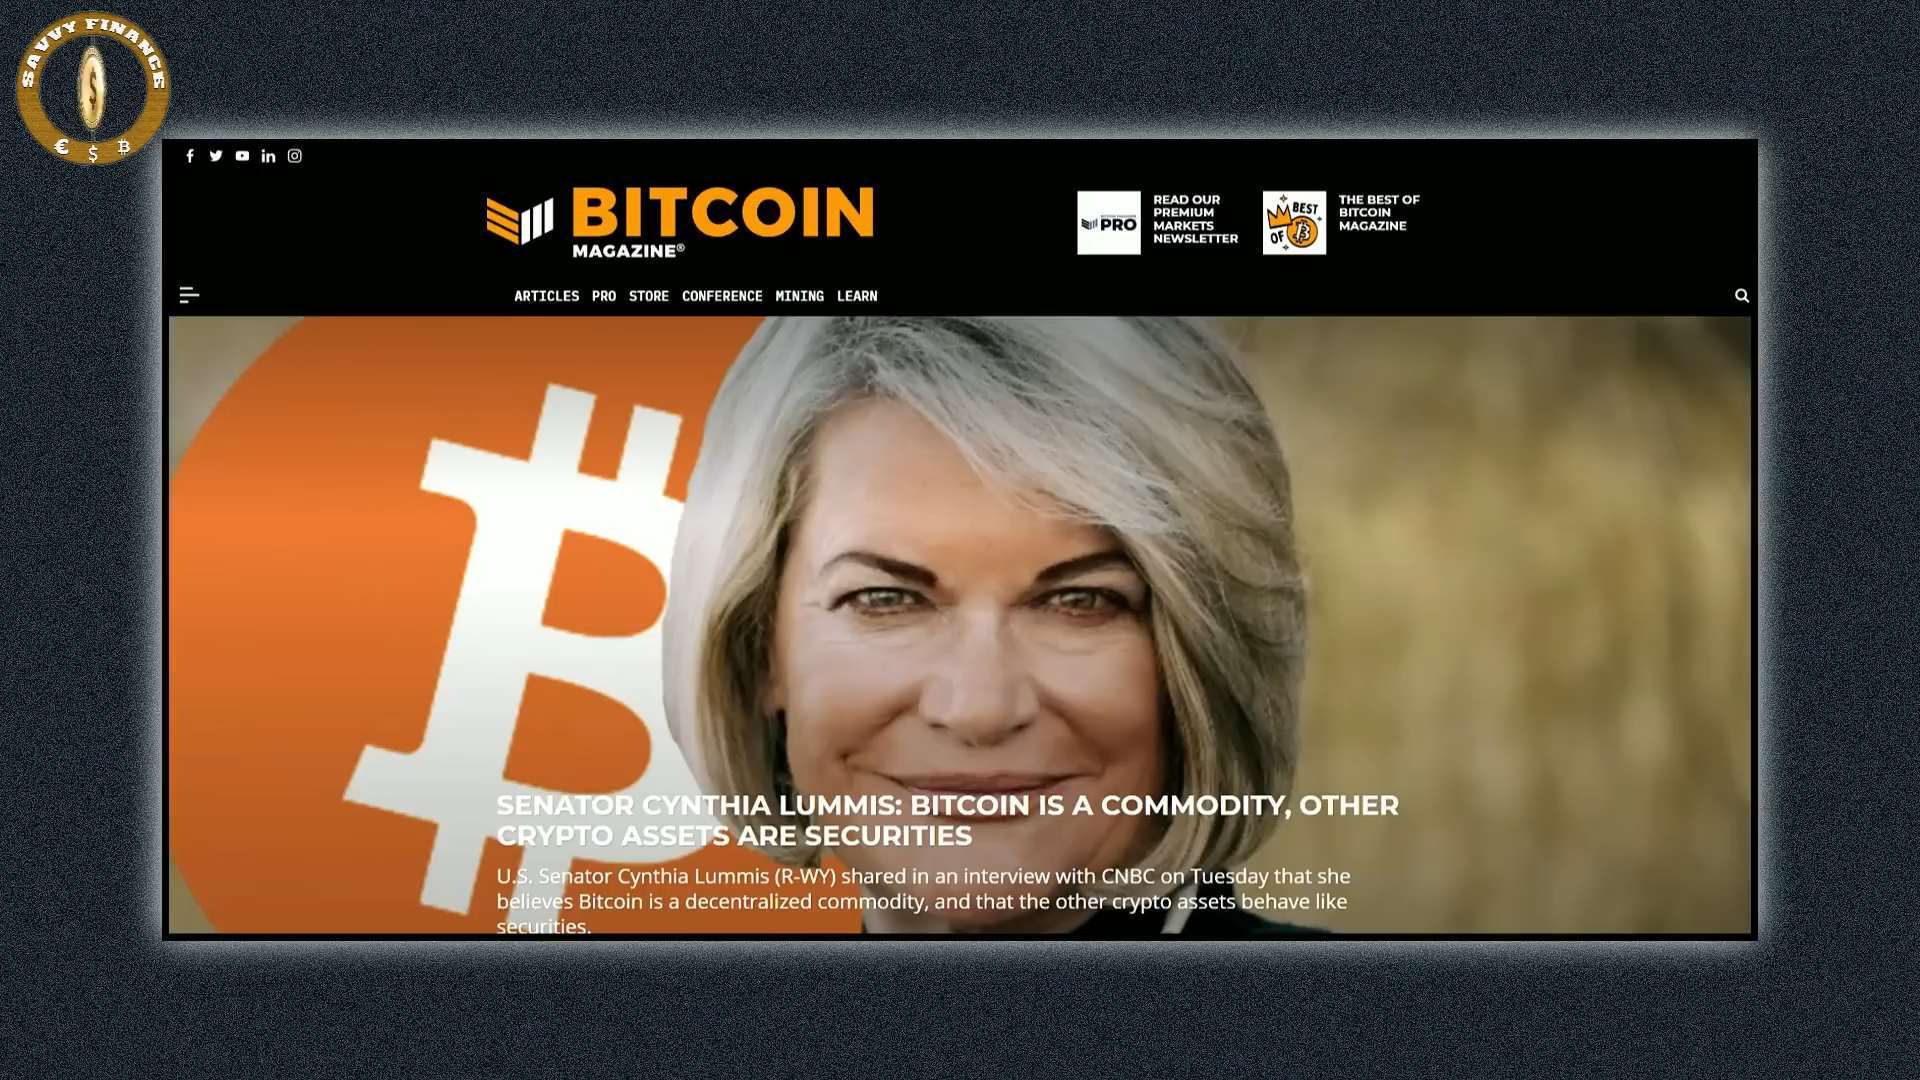 SAVVY FINANCE
€ $ ₿
BITCOIN
MAGAZINE®
PRO
READ OUR
PREMIUM
MARKETS
NEWSLETTER
BEST
OF
THE BEST OF
BITCOIN
MAGAZINE
ARTICLES PRO STORE CONFERENCE MINING LEARN
SENATOR CYNTHIA LUMMIS: BITCOIN IS A COMMODITY, OTHER
CRYPTO ASSETS ARE SECURITIES
U.S. Senator Cynthia Lummis (R-WY) shared in an interview with CNBC on Tuesday that she
believes Bitcoin is a decentralized commodity, and that the other crypto assets behave like
securities.